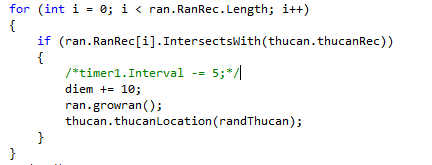 for (int i = 0; i < ran.RanRec.Length; i++)
{
if (ran.RanRec[i].IntersectsWith(thucan.thucanRec))
{
/*timer1.Interval -= 5;*/
diem += 10;
ran.growran();
thucan.thucanLocation(randThucan);
}
}